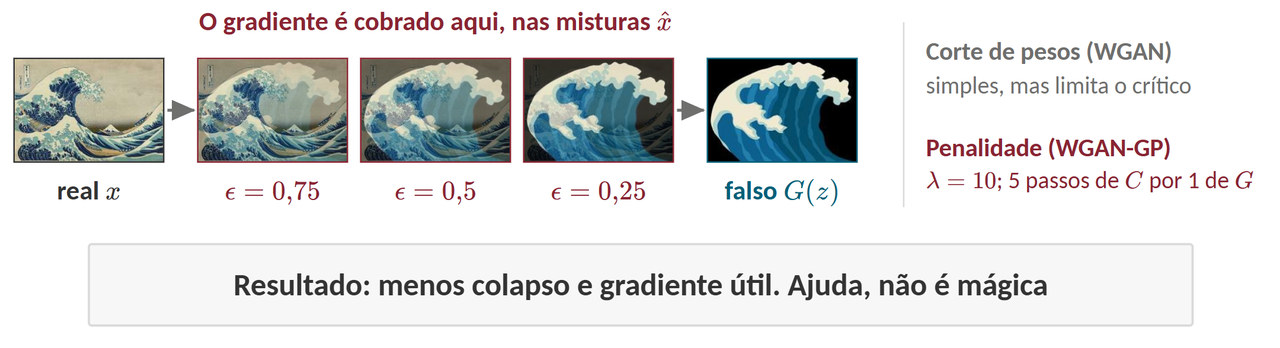 O gradiente é cobrado aqui, nas misturas x̂
real x
ϵ = 0,75
ϵ = 0,5
ϵ = 0,25
falso G(z)
Corte de pesos (WGAN)
simples, mas limita o crítico
Penalidade (WGAN-GP)
λ = 10; 5 passos de C por 1 de G
Resultado: menos colapso e gradiente útil. Ajuda, não é mágica